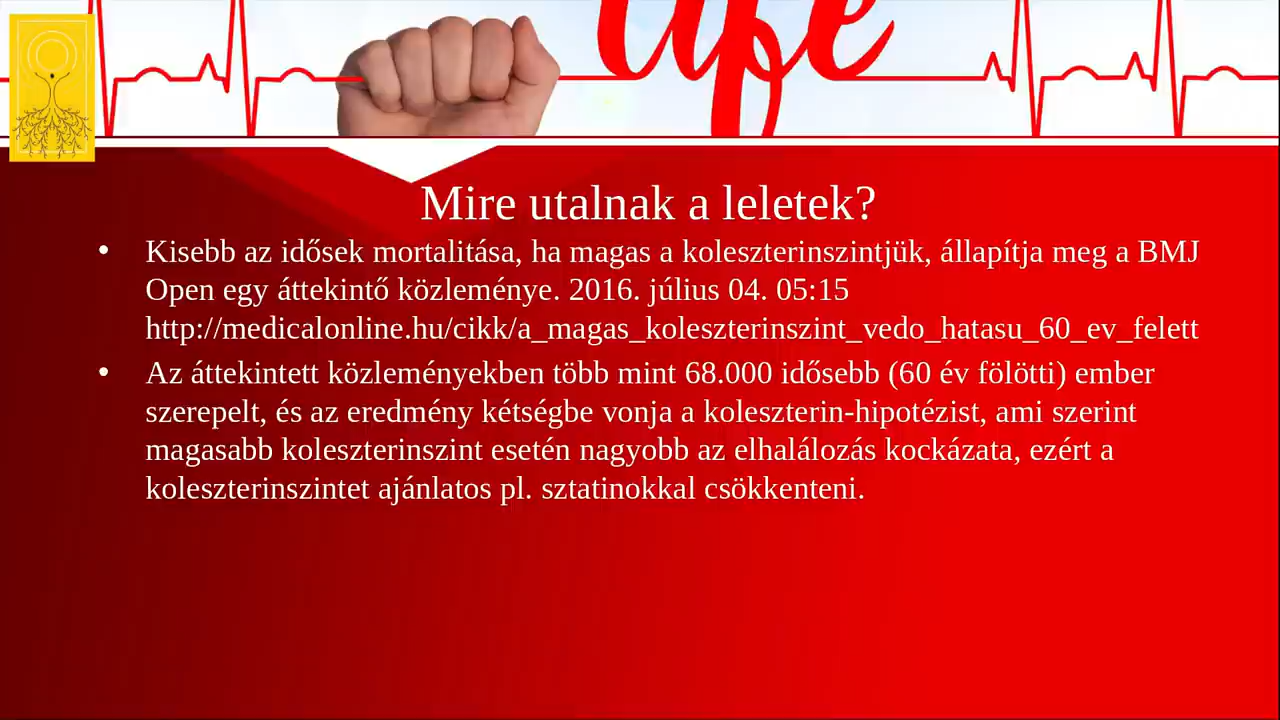 life
Mire utalnak a leletek?
• Kisebb az idősek mortalitása, ha magas a koleszterinszintjük, állapítja meg a BMJ
Open egy áttekintő közleménye. 2016. július 04. 05:15
http://medicalonline.hu/cikk/a_magas_koleszterinszint_vedo_hatasu_60_ev_felett
• Az áttekintett közleményekben több mint 68.000 idősebb (60 év fölötti) ember
szerepelt, és az eredmény kétségbe vonja a koleszterin-hipotézist, ami szerint
magasabb koleszterinszint esetén nagyobb az elhalálozás kockázata, ezért a
koleszterinszintet ajánlatos pl. sztatinokkal csökkenteni.